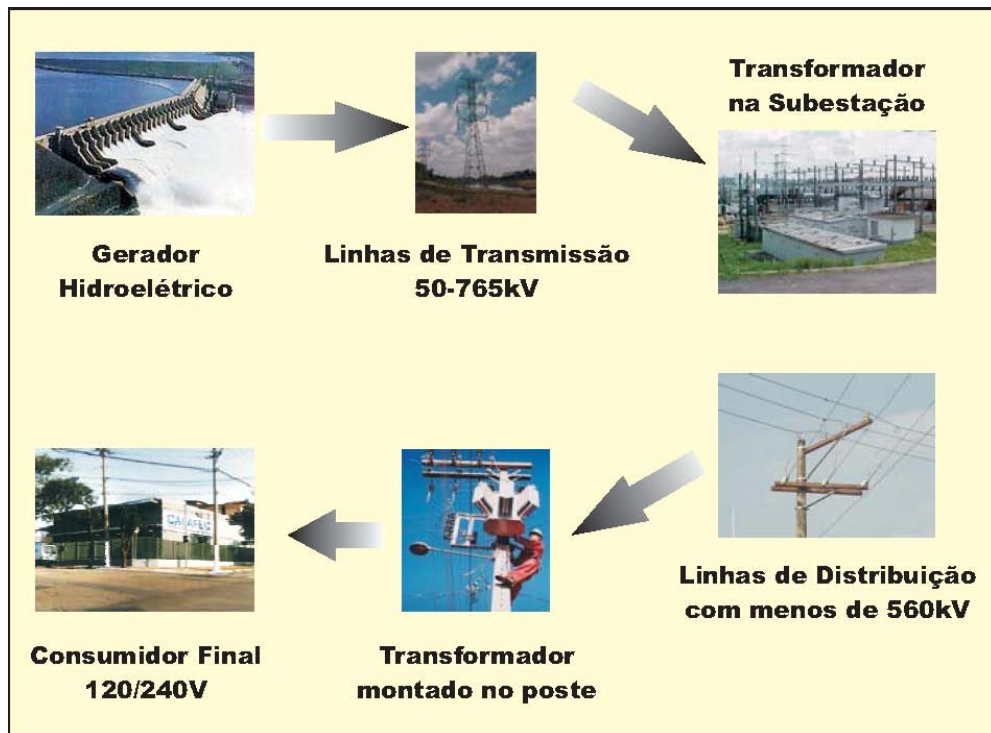 Gerador
Hidroelétrico
Linhas de Transmissão
50-765kV
Transformador
na Subestação
Linhas de Distribuição
com menos de 560kV
Transformador
montado no poste
Consumidor Final
120/240V